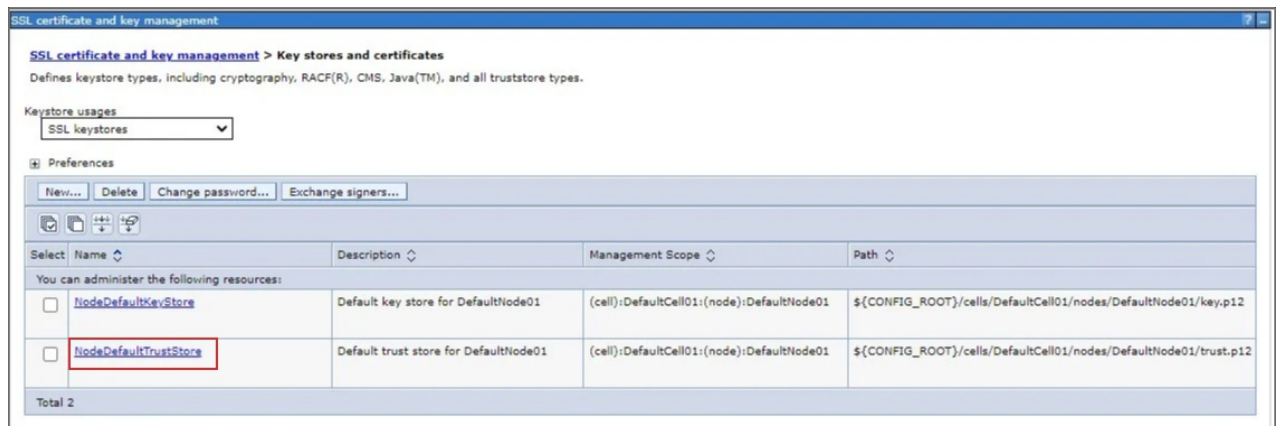 SSL certificate and key management ? –
SSL certificate and key management > Key stores and certificates
Defines keystore types, including cryptography, RACF(R), CMS, Java(TM), and all truststore types.
Keystore usages
SSL keystores
Preferences
New... Delete Change password... Exchange signers...
Select Name Description Management Scope Path
You can administer the following resources:
NodeDefaultKeyStore Default key store for DefaultNode01 (cell):DefaultCell01:(node):DefaultNode01 ${CONFIG_ROOT}/cells/DefaultCell01/nodes/DefaultNode01/key.p12
NodeDefaultTrustStore Default trust store for DefaultNode01 (cell):DefaultCell01:(node):DefaultNode01 ${CONFIG_ROOT}/cells/DefaultCell01/nodes/DefaultNode01/trust.p12
Total 2